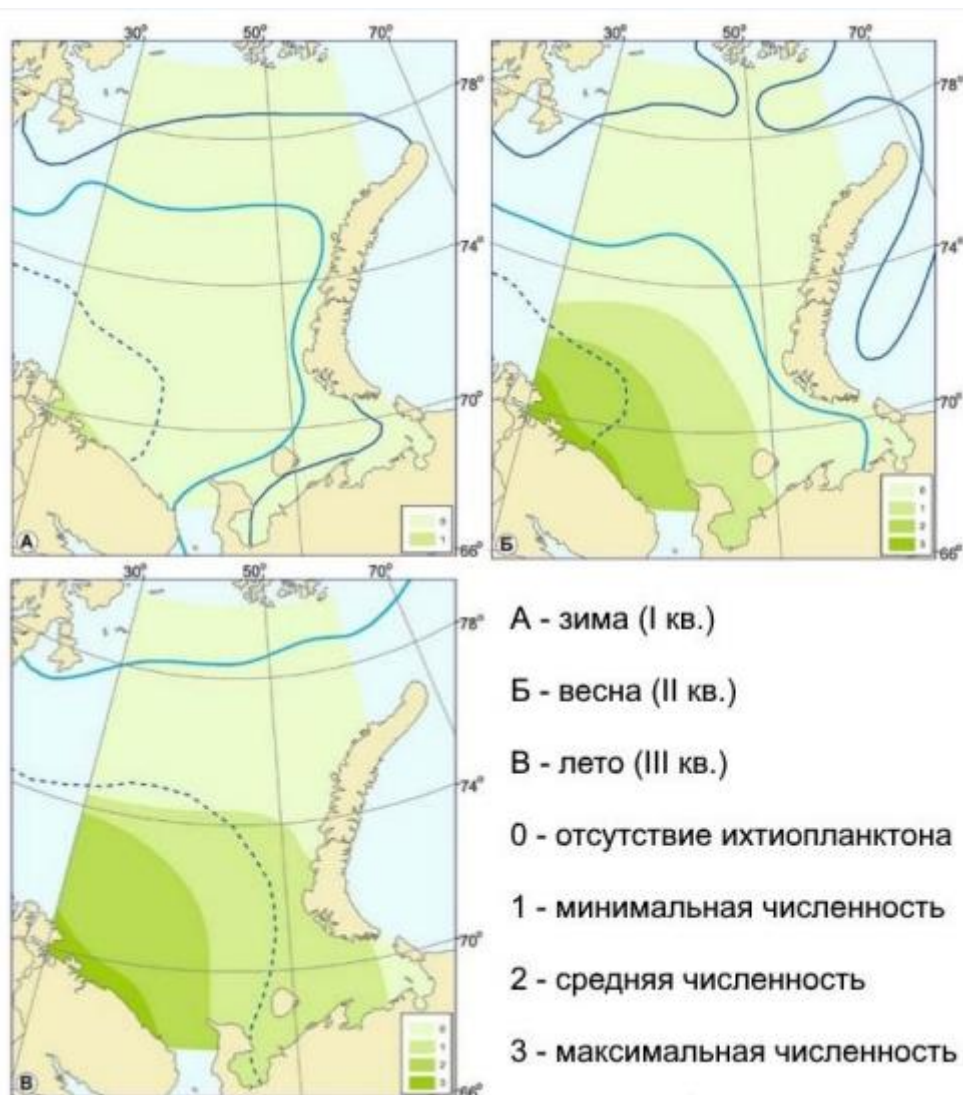 30° 50° 70°
78°
74°
70°
66°
0
1
А
30° 50° 70°
78°
74°
70°
66°
0
1
2
3
Б
30° 50° 70°
78°
74°
70°
66°
0
1
2
3
В
А - зима (I кв.)
Б - весна (II кв.)
В - лето (III кв.)
0 - отсутствие ихтиопланктона
1 - минимальная численность
2 - средняя численность
3 - максимальная численность